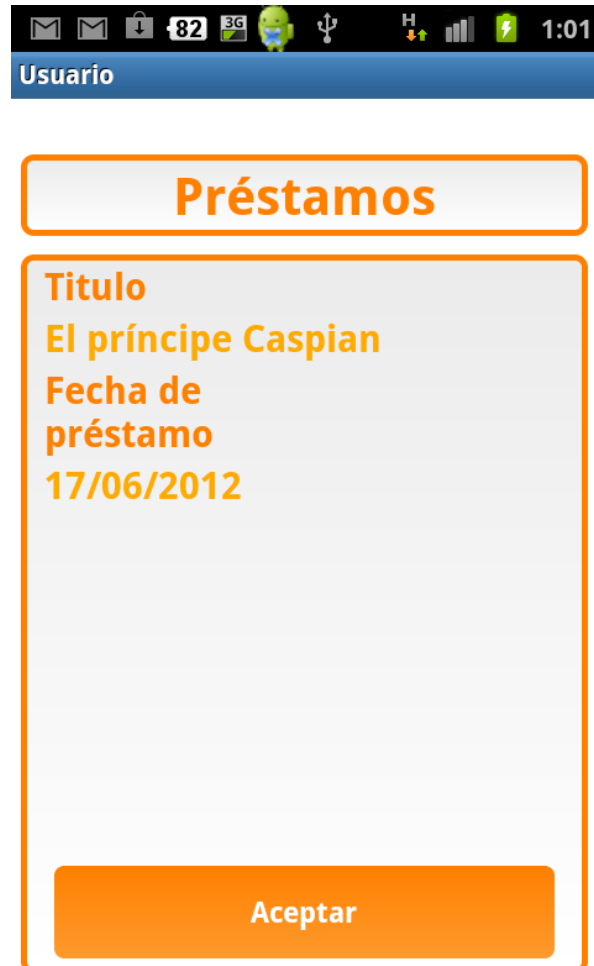 82 3G H 1:01
Usuario
Préstamos
Titulo
El príncipe Caspian
Fecha de
préstamo
17/06/2012
Aceptar